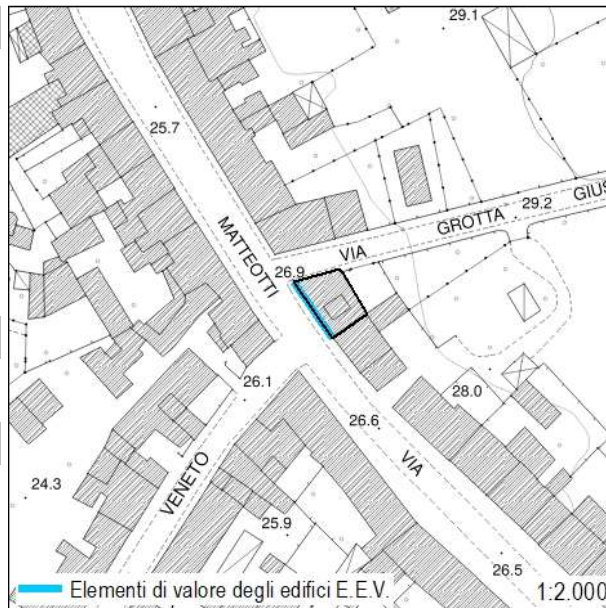 29.1
25.7
29.2
GIUS
GROTTA
VIA
MATTEOTTI
26.9
26.1
28.0
26.6
VIA
VENETO
24.3
25.9
26.5
Elementi di valore degli edifici E.E.V.
1:2.000